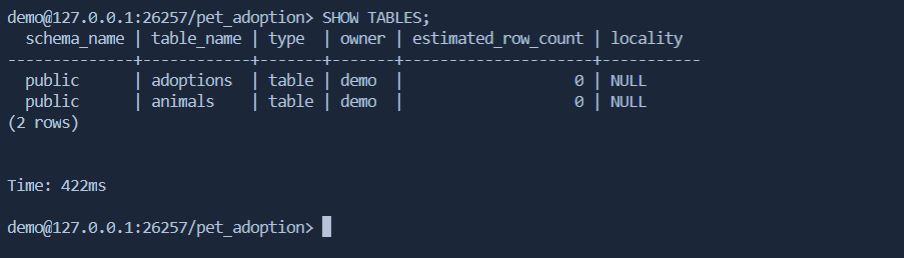 demo@127.0.0.1:26257/pet_adoption> SHOW TABLES;
  schema_name | table_name | type  | owner | estimated_row_count | locality
--------------+------------+-------+-------+---------------------+-----------
  public      | adoptions  | table | demo  |                   0 | NULL
  public      | animals    | table | demo  |                   0 | NULL
(2 rows)
Time: 422ms
demo@127.0.0.1:26257/pet_adoption>